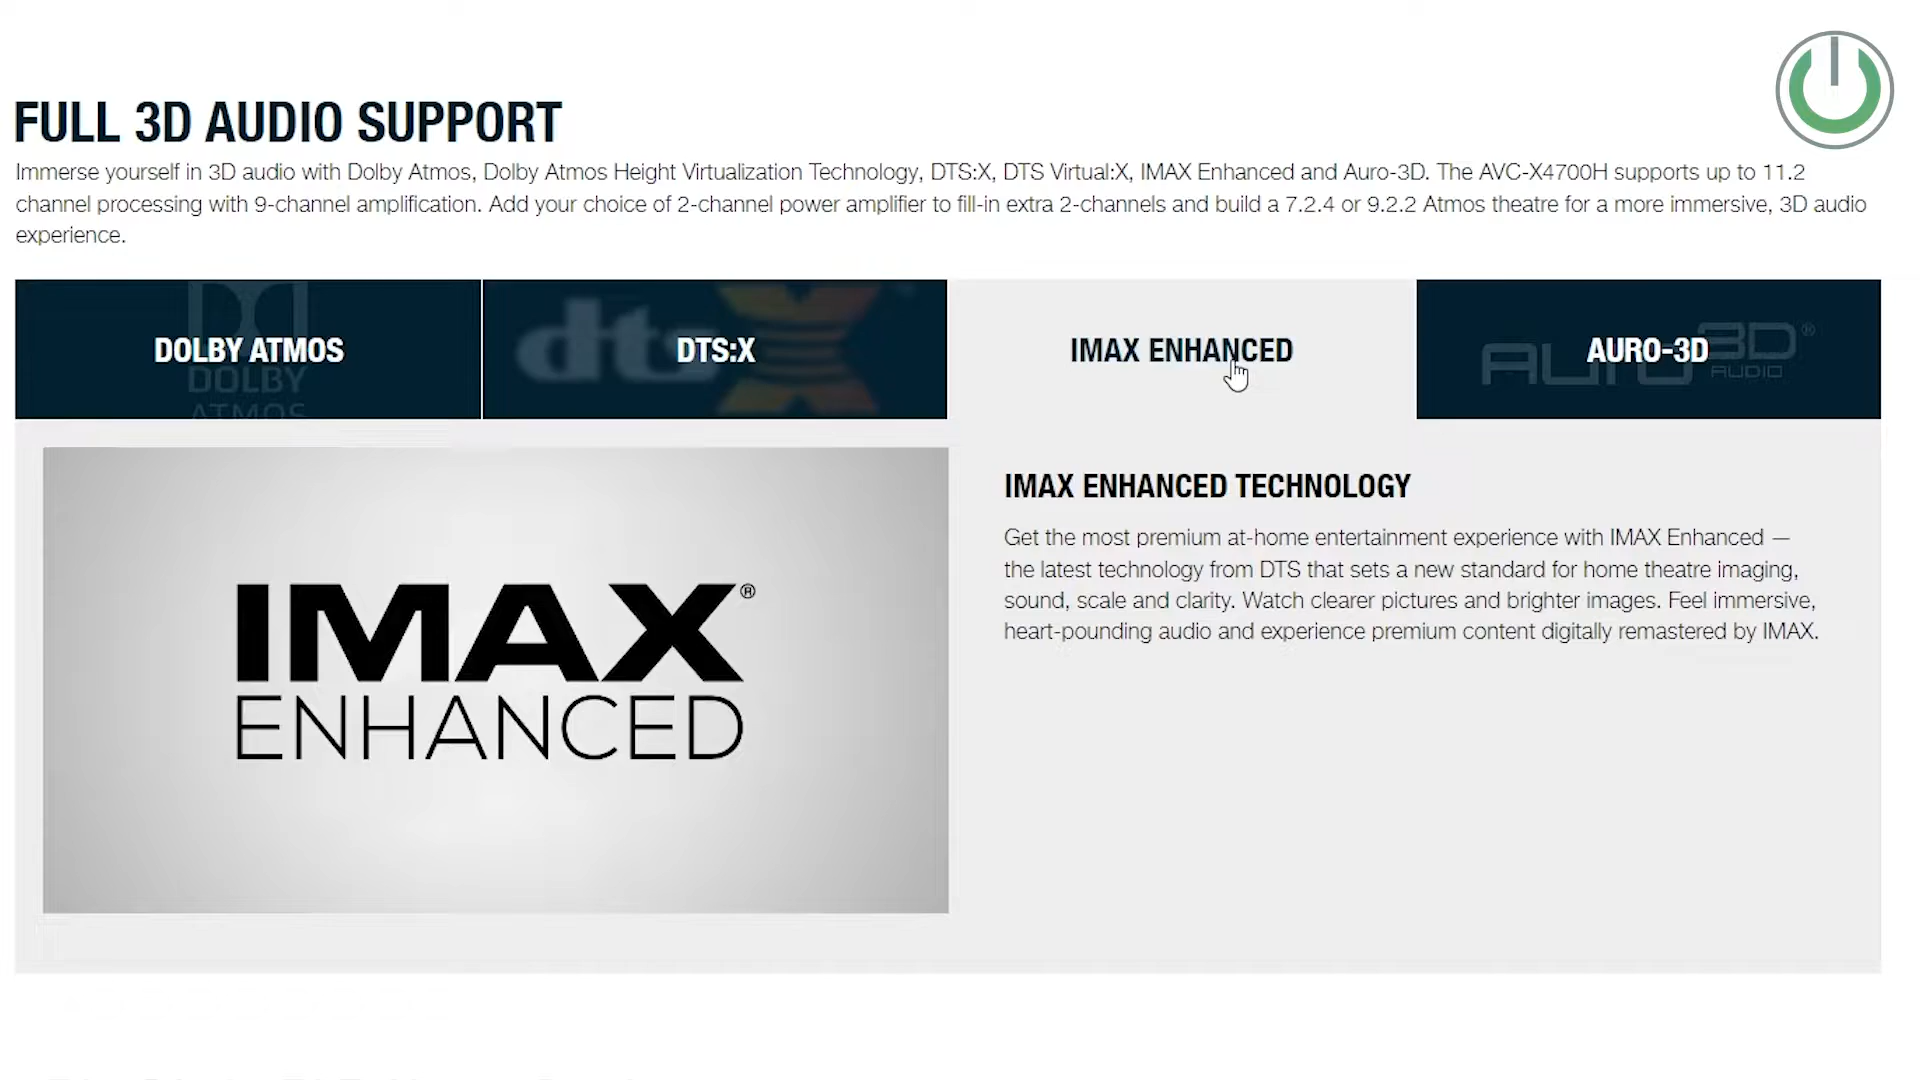 FULL 3D AUDIO SUPPORT
Immerse yourself in 3D audio with Dolby Atmos, Dolby Atmos Height Virtualization Technology, DTS:X, DTS Virtual:X, IMAX Enhanced and Auro-3D. The AVC-X4700H supports up to 11.2
channel processing with 9-channel amplification. Add your choice of 2-channel power amplifier to fill-in extra 2-channels and build a 7.2.4 or 9.2.2 Atmos theatre for a more immersive, 3D audio
experience.
DOLBY ATMOS
DOLBY
ATMOS
dts
DTS:X
IMAX ENHANCED
AURO-3D
AURO 3D®
AUDIO
IMAX®
ENHANCED
IMAX ENHANCED TECHNOLOGY
Get the most premium at-home entertainment experience with IMAX Enhanced —
the latest technology from DTS that sets a new standard for home theatre imaging,
sound, scale and clarity. Watch clearer pictures and brighter images. Feel immersive,
heart-pounding audio and experience premium content digitally remastered by IMAX.